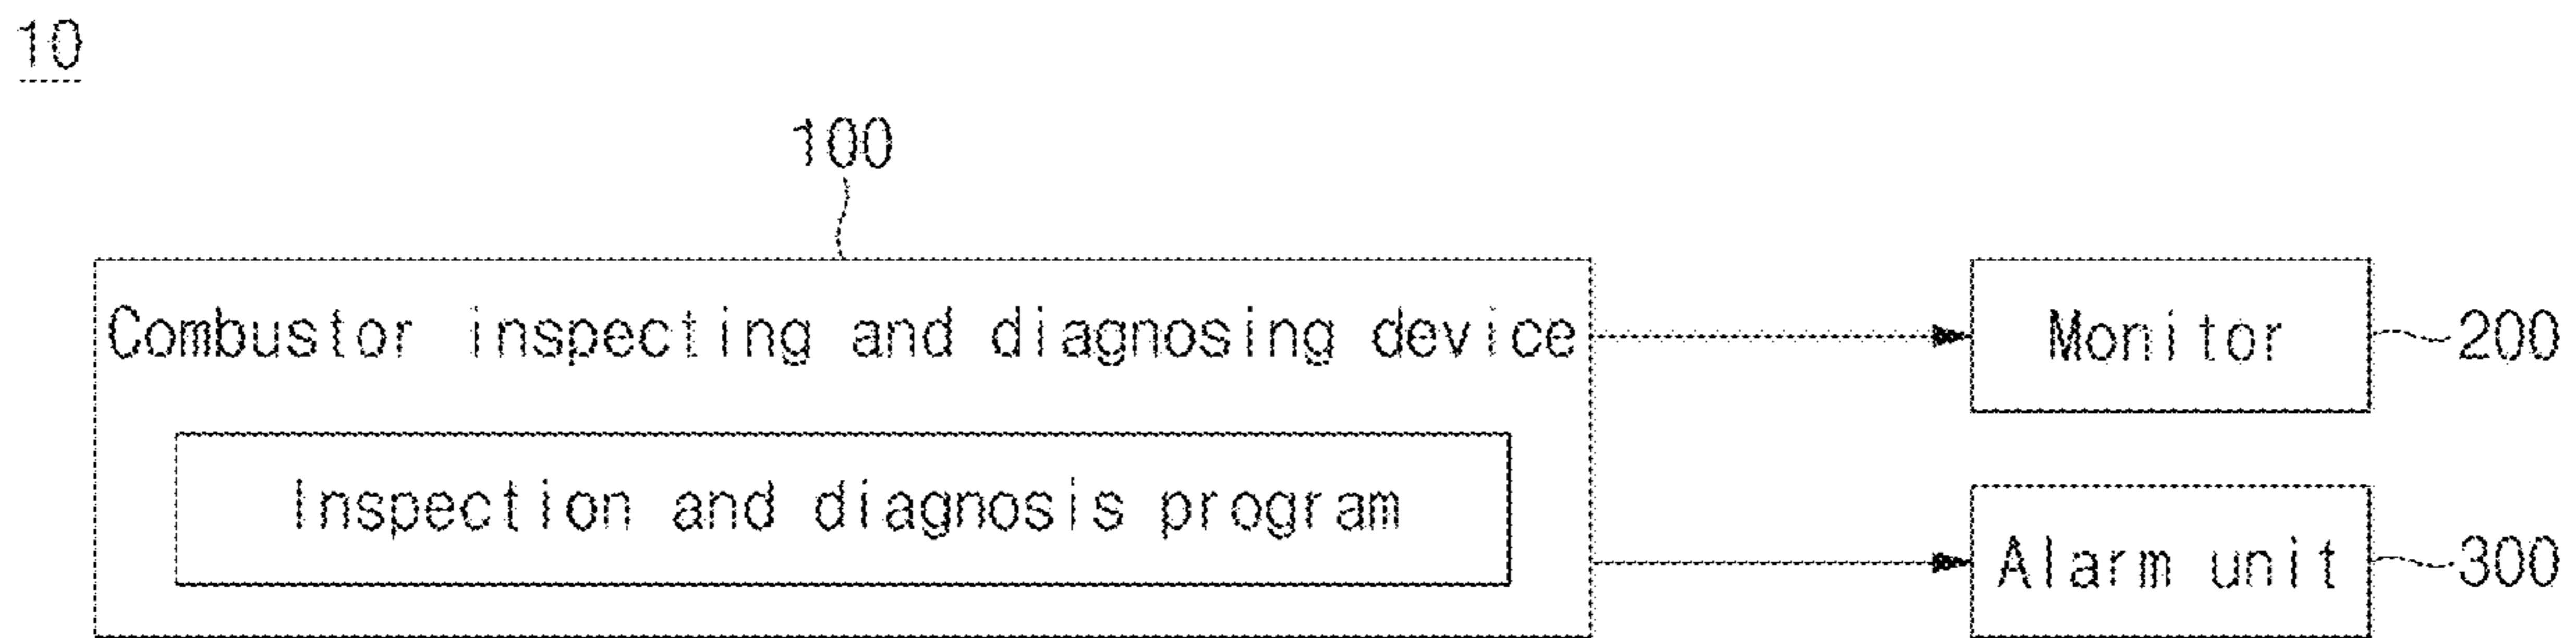 10
100
Combustor inspecting and diagnosing device
Monitor
200
Inspection and diagnosis program
Alarm unit
300